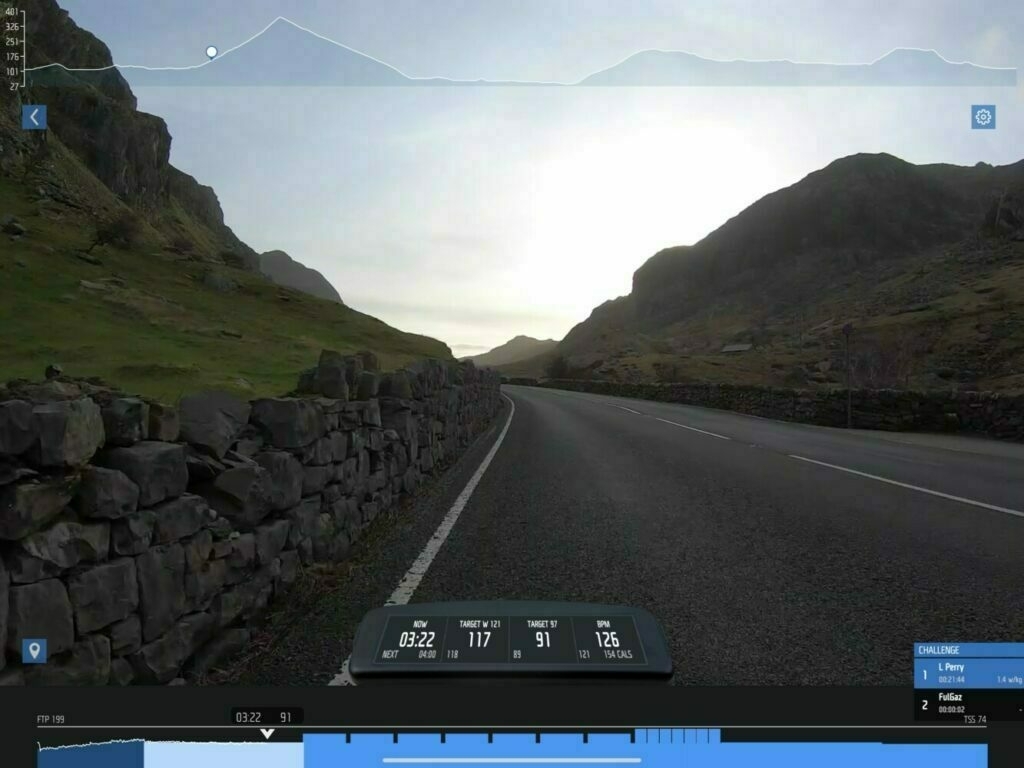 401
326
251
176
101
27
NOW TARGET W 121 TARGET 97 BPM
03:22 117 91 126
NEXT 04:00 118 89 121 154 CALS
CHALLENGE
1 L Perry
00:21:44 1.4 w/kg
2 FulGaz
00:00:02 -
FTP 199 TSS 74
03:22 91